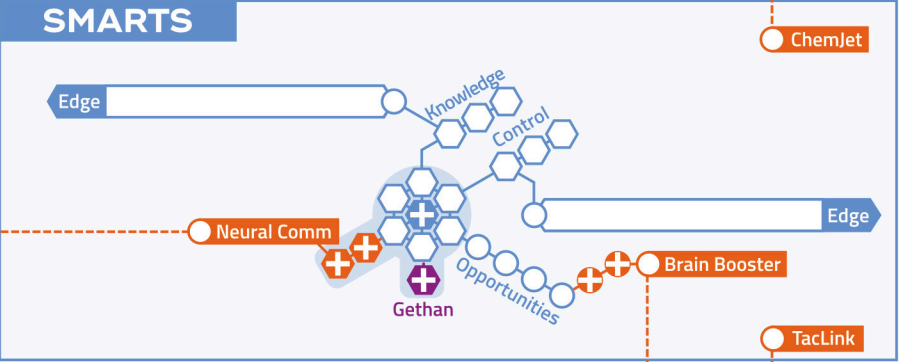 SMARTS
ChemJet
Edge
Knowledge
Control
Edge
Neural Comm
Opportunities
Brain Booster
Gethan
TacLink